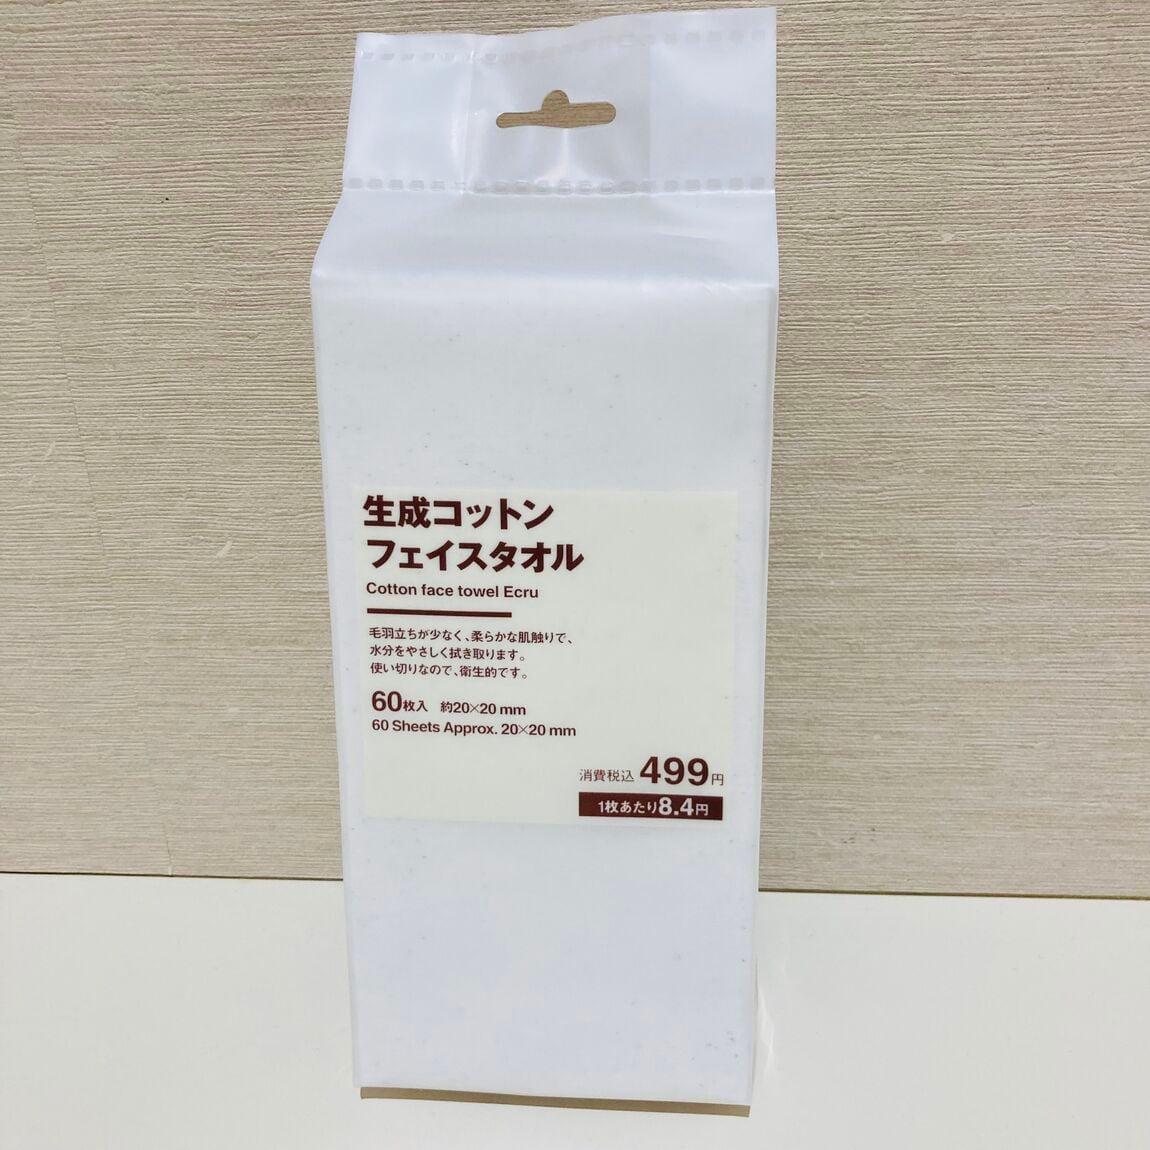 生成コットン
フェイスタオル
Cotton face towel Ecru
毛羽立ちが少なく、柔らかな肌触りで、
水分をやさしく拭き取ります。
使い切りなので、衛生的です。
60枚入 約20×20 mm
60 Sheets Approx. 20×20 mm
消費税込 499円
1枚あたり8.4円